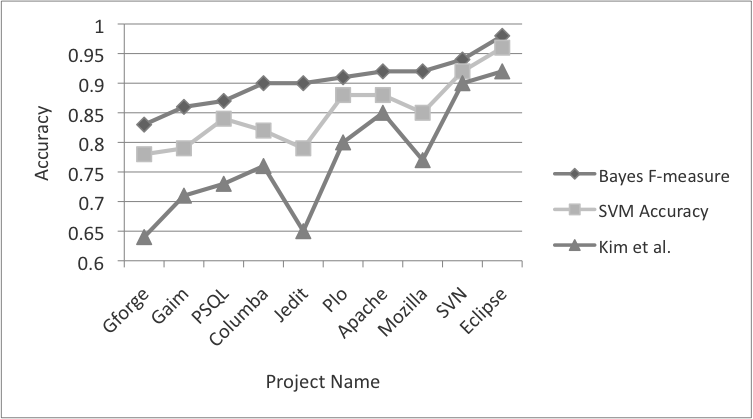 1
0.95
0.9
0.85
0.8
0.75
0.7
0.65
0.6
Accuracy
Gforge
Gaim
PSQL
Columba
Jedit
Plo
Apache
Mozilla
SVN
Eclipse
Project Name
Bayes F-measure
SVM Accuracy
Kim et al.